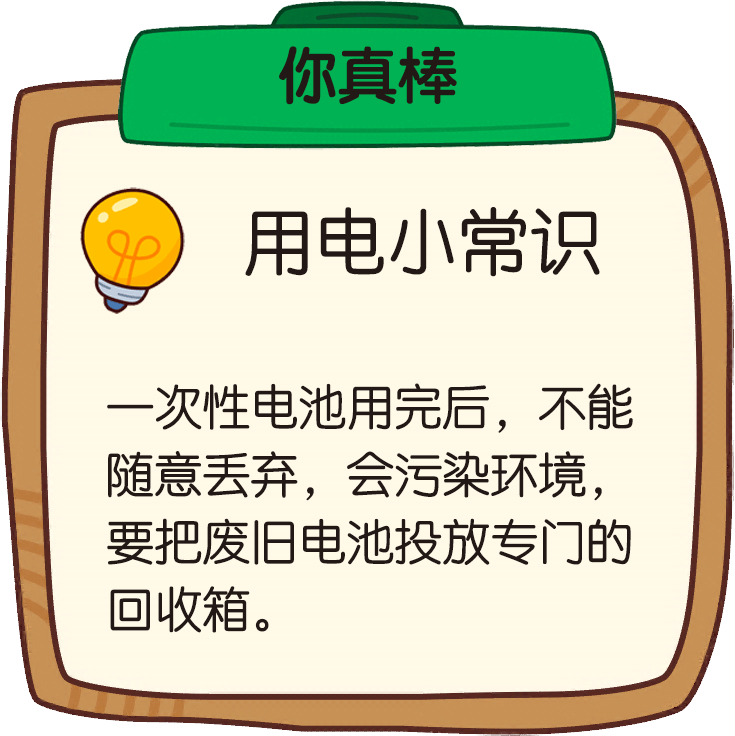 你真棒
用电小常识
一次性电池用完后，不能
随意丢弃，会污染环境，
要把废旧电池投放专门的
回收箱。